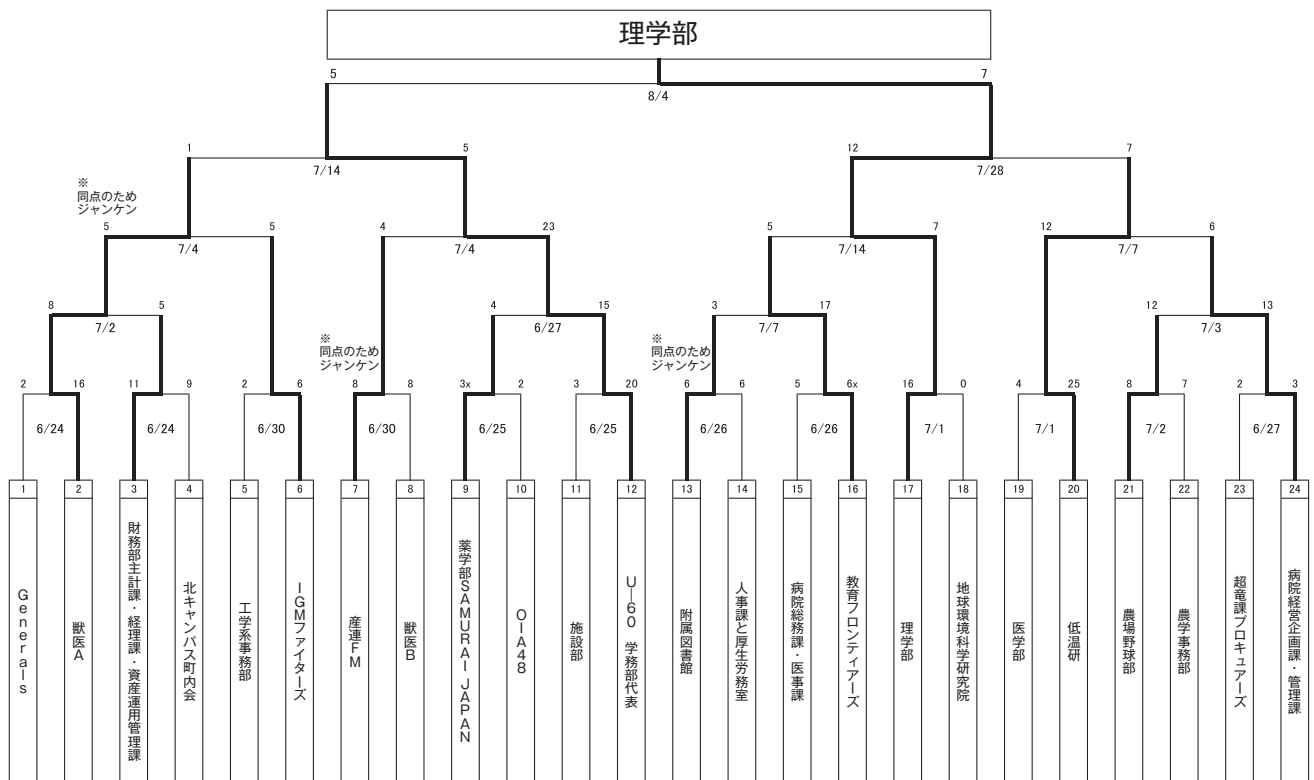 理学部
5 7
8/4
1 5 12 7
7/14 7/28
※
同点のため
ジャンケン
5 5 4 23 5 7 12 6
7/4 7/4 7/14 7/7
8 5 4 15 3 17 12 13
7/2 6/27 7/7 7/3
※
同点のため
ジャンケン
※
同点のため
ジャンケン
2 16 11 9 2 6 8 8 3x 2 3 20 6 6 5 6x 16 0 4 25 8 7 2 3
6/24 6/24 6/30 6/30 6/25 6/25 6/26 6/26 7/1 7/1 7/2 6/27
1 2 3 4 5 6 7 8 9 10 11 12 13 14 15 16 17 18 19 20 21 22 23 24
Generals
獣医A
財務部主計課・経理課・資産運用管理課
北キャンパス町内会
工学系事務部
IGMファイターズ
産連FM
獣医B
薬学部SAMURAI JAPAN
OIA48
施設部
U―60 学務部代表
附属図書館
人事課と厚生労務室
病院総務課・医事課
教育フロンティアーズ
理学部
地球環境科学研究院
医学部
低温研
農場野球部
農学事務部
超竜課プロキュアーズ
病院経営企画課・管理課